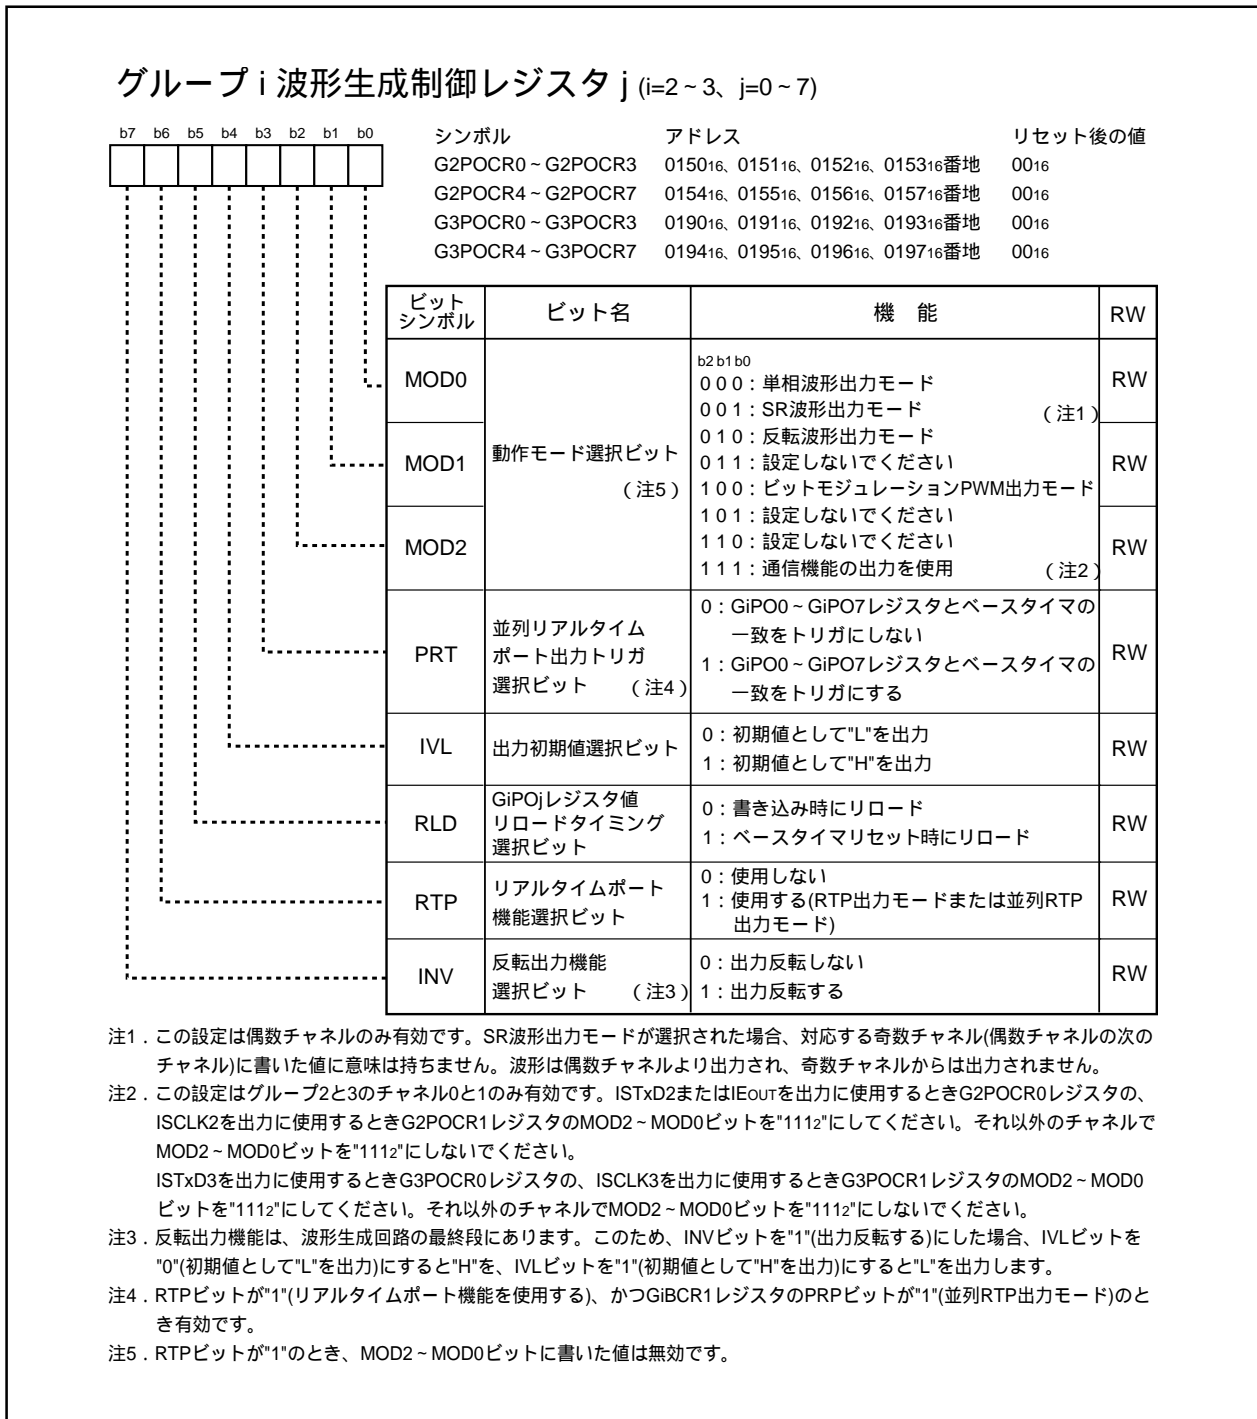 グループ i 波形生成制御レジスタ j (i=2～3、j=0～7)
b7 b6 b5 b4 b3 b2 b1 b0
シンボル アドレス リセット後の値
G2POCR0～G2POCR3 015016、015116、015216、015316番地 0016
G2POCR4～G2POCR7 015416、015516、015616、015716番地 0016
G3POCR0～G3POCR3 019016、019116、019216、019316番地 0016
G3POCR4～G3POCR7 019416、019516、019616、019716番地 0016
ビット
シンボル
ビット名
機 能
RW
MOD0
MOD1
MOD2
動作モード選択ビット
（注5）
b2 b1 b0
0 0 0：単相波形出力モード
0 0 1：SR波形出力モード （注1）
0 1 0：反転波形出力モード
0 1 1：設定しないでください
1 0 0：ビットモジュレーションPWM出力モード
1 0 1：設定しないでください
1 1 0：設定しないでください
1 1 1：通信機能の出力を使用 （注2）
RW
RW
RW
PRT
並列リアルタイム
ポート出力トリガ
選択ビット （注4）
0：GiPO0～GiPO7レジスタとベースタイマの
一致をトリガにしない
1：GiPO0～GiPO7レジスタとベースタイマの
一致をトリガにする
RW
IVL
出力初期値選択ビット
0：初期値として"L"を出力
1：初期値として"H"を出力
RW
RLD
GiPOjレジスタ値
リロードタイミング
選択ビット
0：書き込み時にリロード
1：ベースタイマリセット時にリロード
RW
RTP
リアルタイムポート
機能選択ビット
0：使用しない
1：使用する(RTP出力モードまたは並列RTP
出力モード)
RW
INV
反転出力機能
選択ビット （注3）
0：出力反転しない
1：出力反転する
RW
注1．この設定は偶数チャネルのみ有効です。SR波形出力モードが選択された場合、対応する奇数チャネル(偶数チャネルの次の
チャネル)に書いた値に意味は持ちません。波形は偶数チャネルより出力され、奇数チャネルからは出力されません。
注2．この設定はグループ2と3のチャネル0と1のみ有効です。ISTxD2またはIEOUTを出力に使用するときG2POCR0レジスタの、
ISCLK2を出力に使用するときG2POCR1レジスタのMOD2～MOD0ビットを"1112"にしてください。それ以外のチャネルで
MOD2～MOD0ビットを"1112"にしないでください。
ISTxD3を出力に使用するときG3POCR0レジスタの、ISCLK3を出力に使用するときG3POCR1レジスタのMOD2～MOD0
ビットを"1112"にしてください。それ以外のチャネルでMOD2～MOD0ビットを"1112"にしないでください。
注3．反転出力機能は、波形生成回路の最終段にあります。このため、INVビットを"1"(出力反転する)にした場合、IVLビットを
"0"(初期値として"L"を出力)にすると"H"を、IVLビットを"1"(初期値として"H"を出力)にすると"L"を出力します。
注4．RTPビットが"1"(リアルタイムポート機能を使用する)、かつGiBCR1レジスタのPRPビットが"1"(並列RTP出力モード)のと
き有効です。
注5．RTPビットが"1"のとき、MOD2～MOD0ビットに書いた値は無効です。